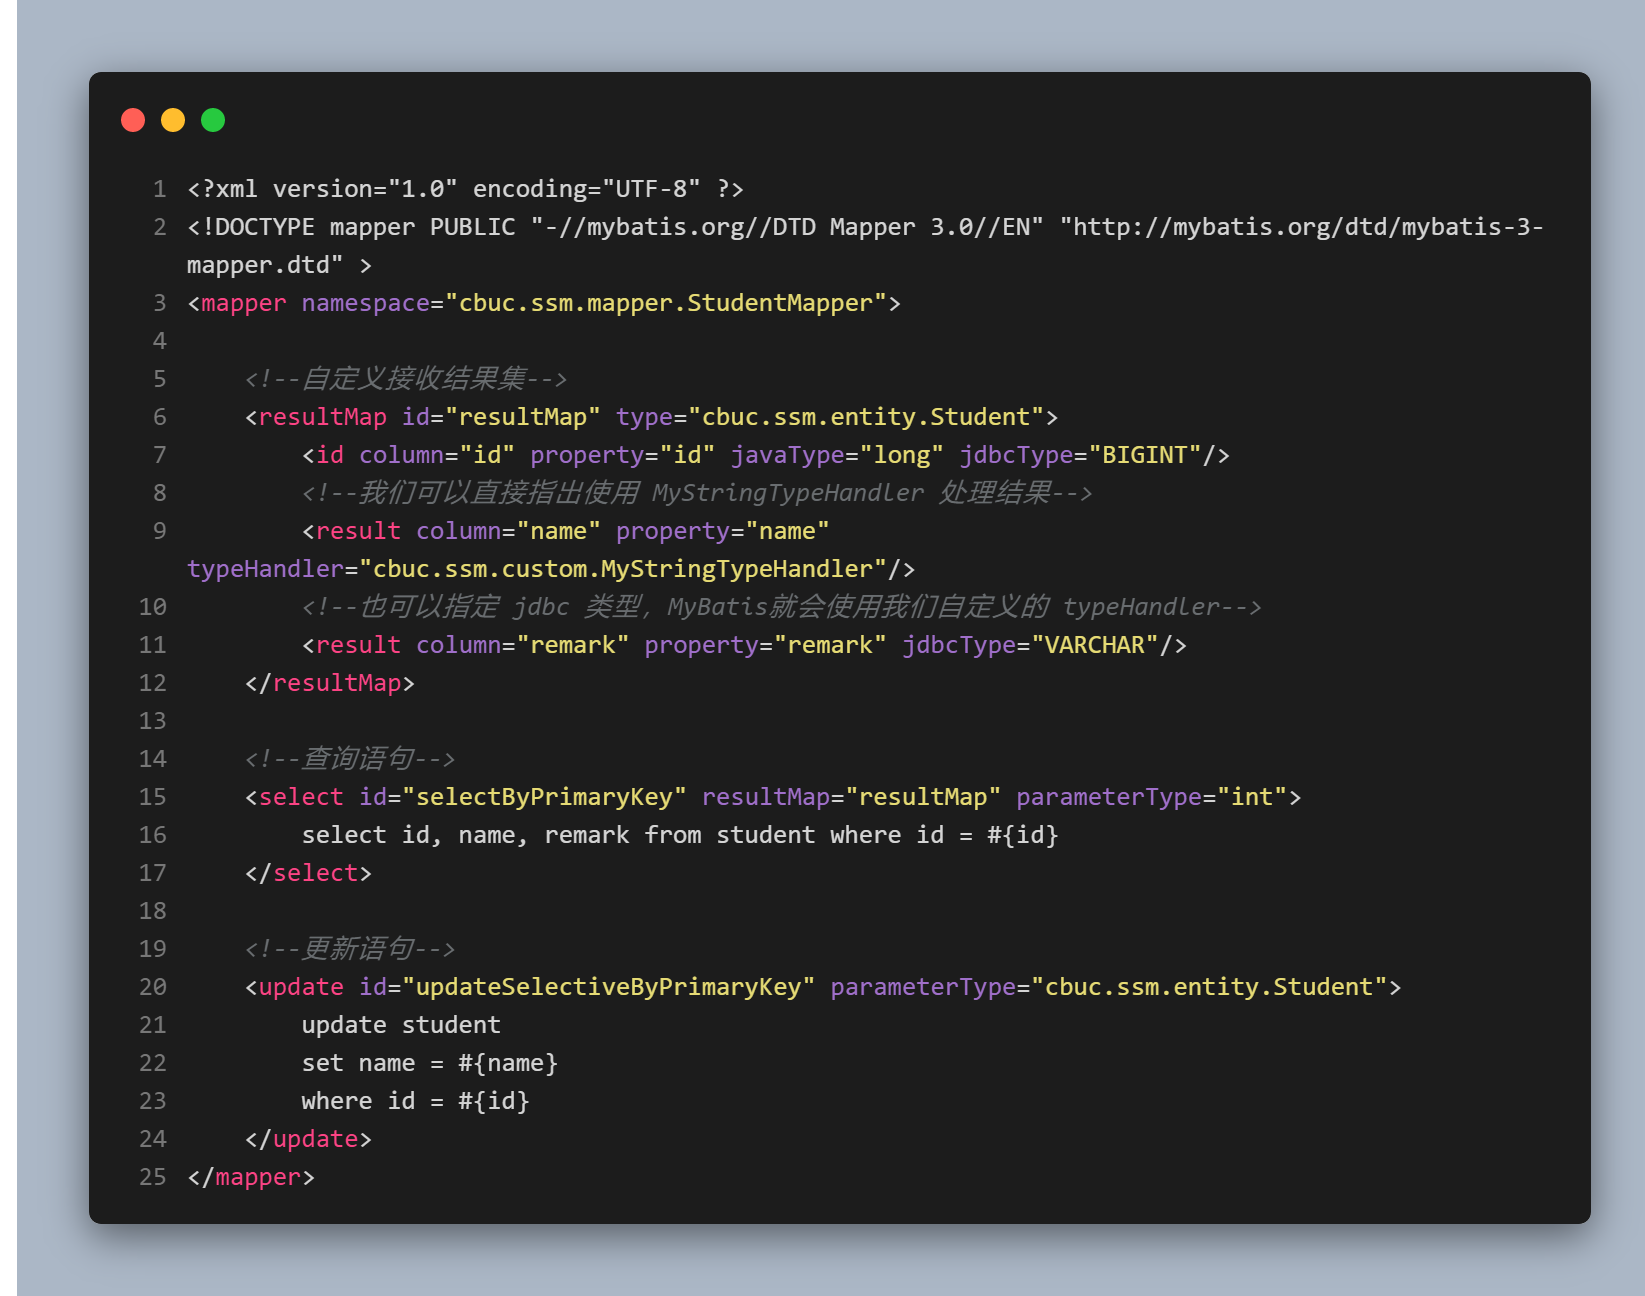 1 <?xml version="1.0" encoding="UTF-8" ?>
2 <!DOCTYPE mapper PUBLIC "-//mybatis.org//DTD Mapper 3.0//EN" "http://mybatis.org/dtd/mybatis-3-
mapper.dtd" >
3 <mapper namespace="cbuc.ssm.mapper.StudentMapper">
4
5     <!--自定义接收结果集-->
6     <resultMap id="resultMap" type="cbuc.ssm.entity.Student">
7         <id column="id" property="id" javaType="long" jdbcType="BIGINT"/>
8         <!--我们可以直接指出使用 MyStringTypeHandler 处理结果-->
9         <result column="name" property="name"
typeHandler="cbuc.ssm.custom.MyStringTypeHandler"/>
10         <!--也可以指定 jdbc 类型，MyBatis就会使用我们自定义的 typeHandler-->
11         <result column="remark" property="remark" jdbcType="VARCHAR"/>
12     </resultMap>
13
14     <!--查询语句-->
15     <select id="selectByPrimaryKey" resultMap="resultMap" parameterType="int">
16         select id, name, remark from student where id = #{id}
17     </select>
18
19     <!--更新语句-->
20     <update id="updateSelectiveByPrimaryKey" parameterType="cbuc.ssm.entity.Student">
21         update student
22         set name = #{name}
23         where id = #{id}
24     </update>
25 </mapper>